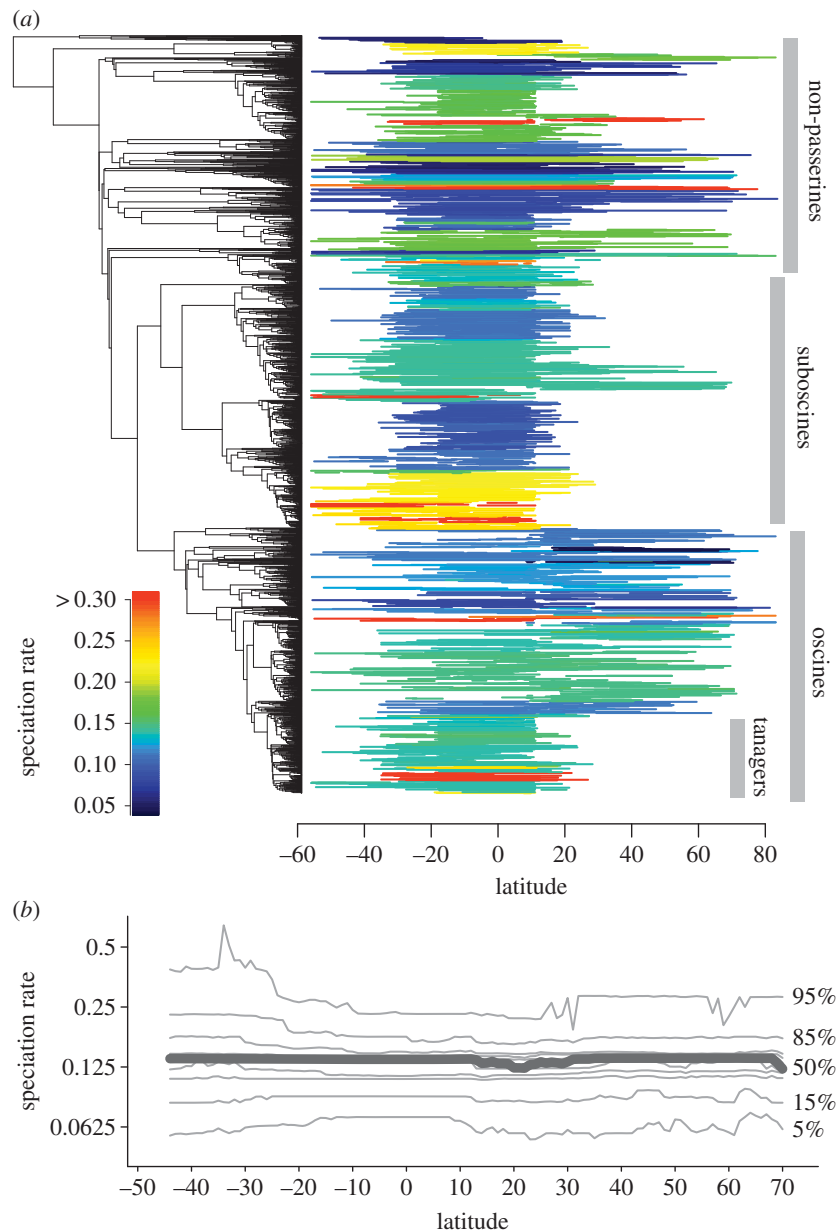 (a)
non-passerines
suboscines
oscines
tanagers
speciation rate
> 0.30
0.25
0.20
0.15
0.10
0.05
–60 –40 –20 0 20 40 60 80
latitude
(b)
speciation rate
0.5
0.25
0.125
0.0625
95%
85%
50%
15%
5%
–50 –40 –30 –20 –10 0 10 20 30 40 50 60 70
latitude